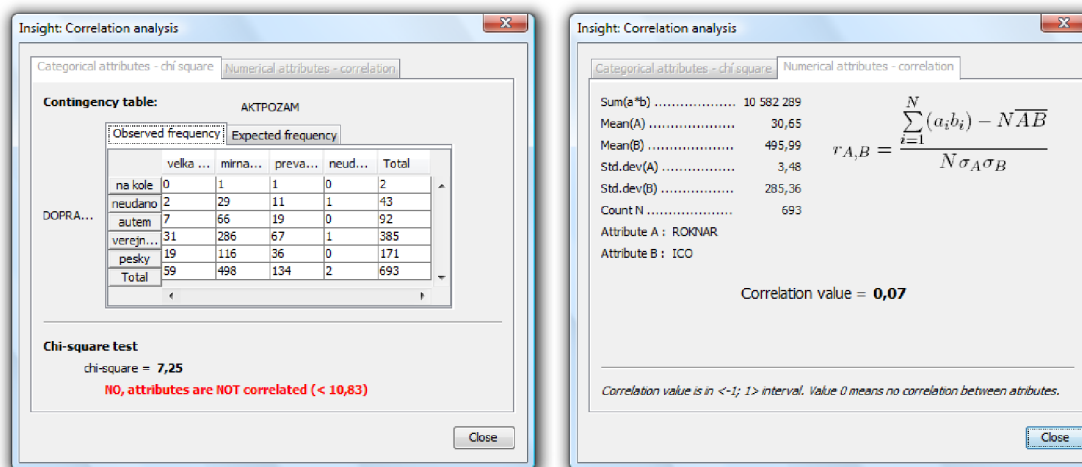 Insight: Correlation analysis
Categorical attributes - chí square Numerical attributes - correlation
Contingency table:
AKTPOZAM
Observed frequency Expected frequency
velka ... mirna... preva... neud... Total
na kole 0 1 1 0 2
neudano 2 29 11 1 43
DOPRA...
autem 7 66 19 0 92
verejn... 31 286 67 1 385
pesky 19 116 36 0 171
Total 59 498 134 2 693
Chi-square test
chi-square = 7,25
NO, attributes are NOT correlated (< 10,83)
Close
Insight: Correlation analysis
Categorical attributes - chí square Numerical attributes - correlation
Sum(a*b) ................... 10 582 289
Mean(A) .................... 30,65
Mean(B) .................... 495,99
Std.dev(A) ................. 3,48
Std.dev(B) ................. 285,36
Count N .................... 693
Attribute A : ROKNAR
Attribute B : ICO
r_{A,B} = \frac{\sum_{i=1}^{N}(a_i b_i) - N\overline{AB}}{N\sigma_A\sigma_B}
Correlation value = 0,07
Correlation value is in <-1; 1> interval. Value 0 means no correlation between atributes.
Close